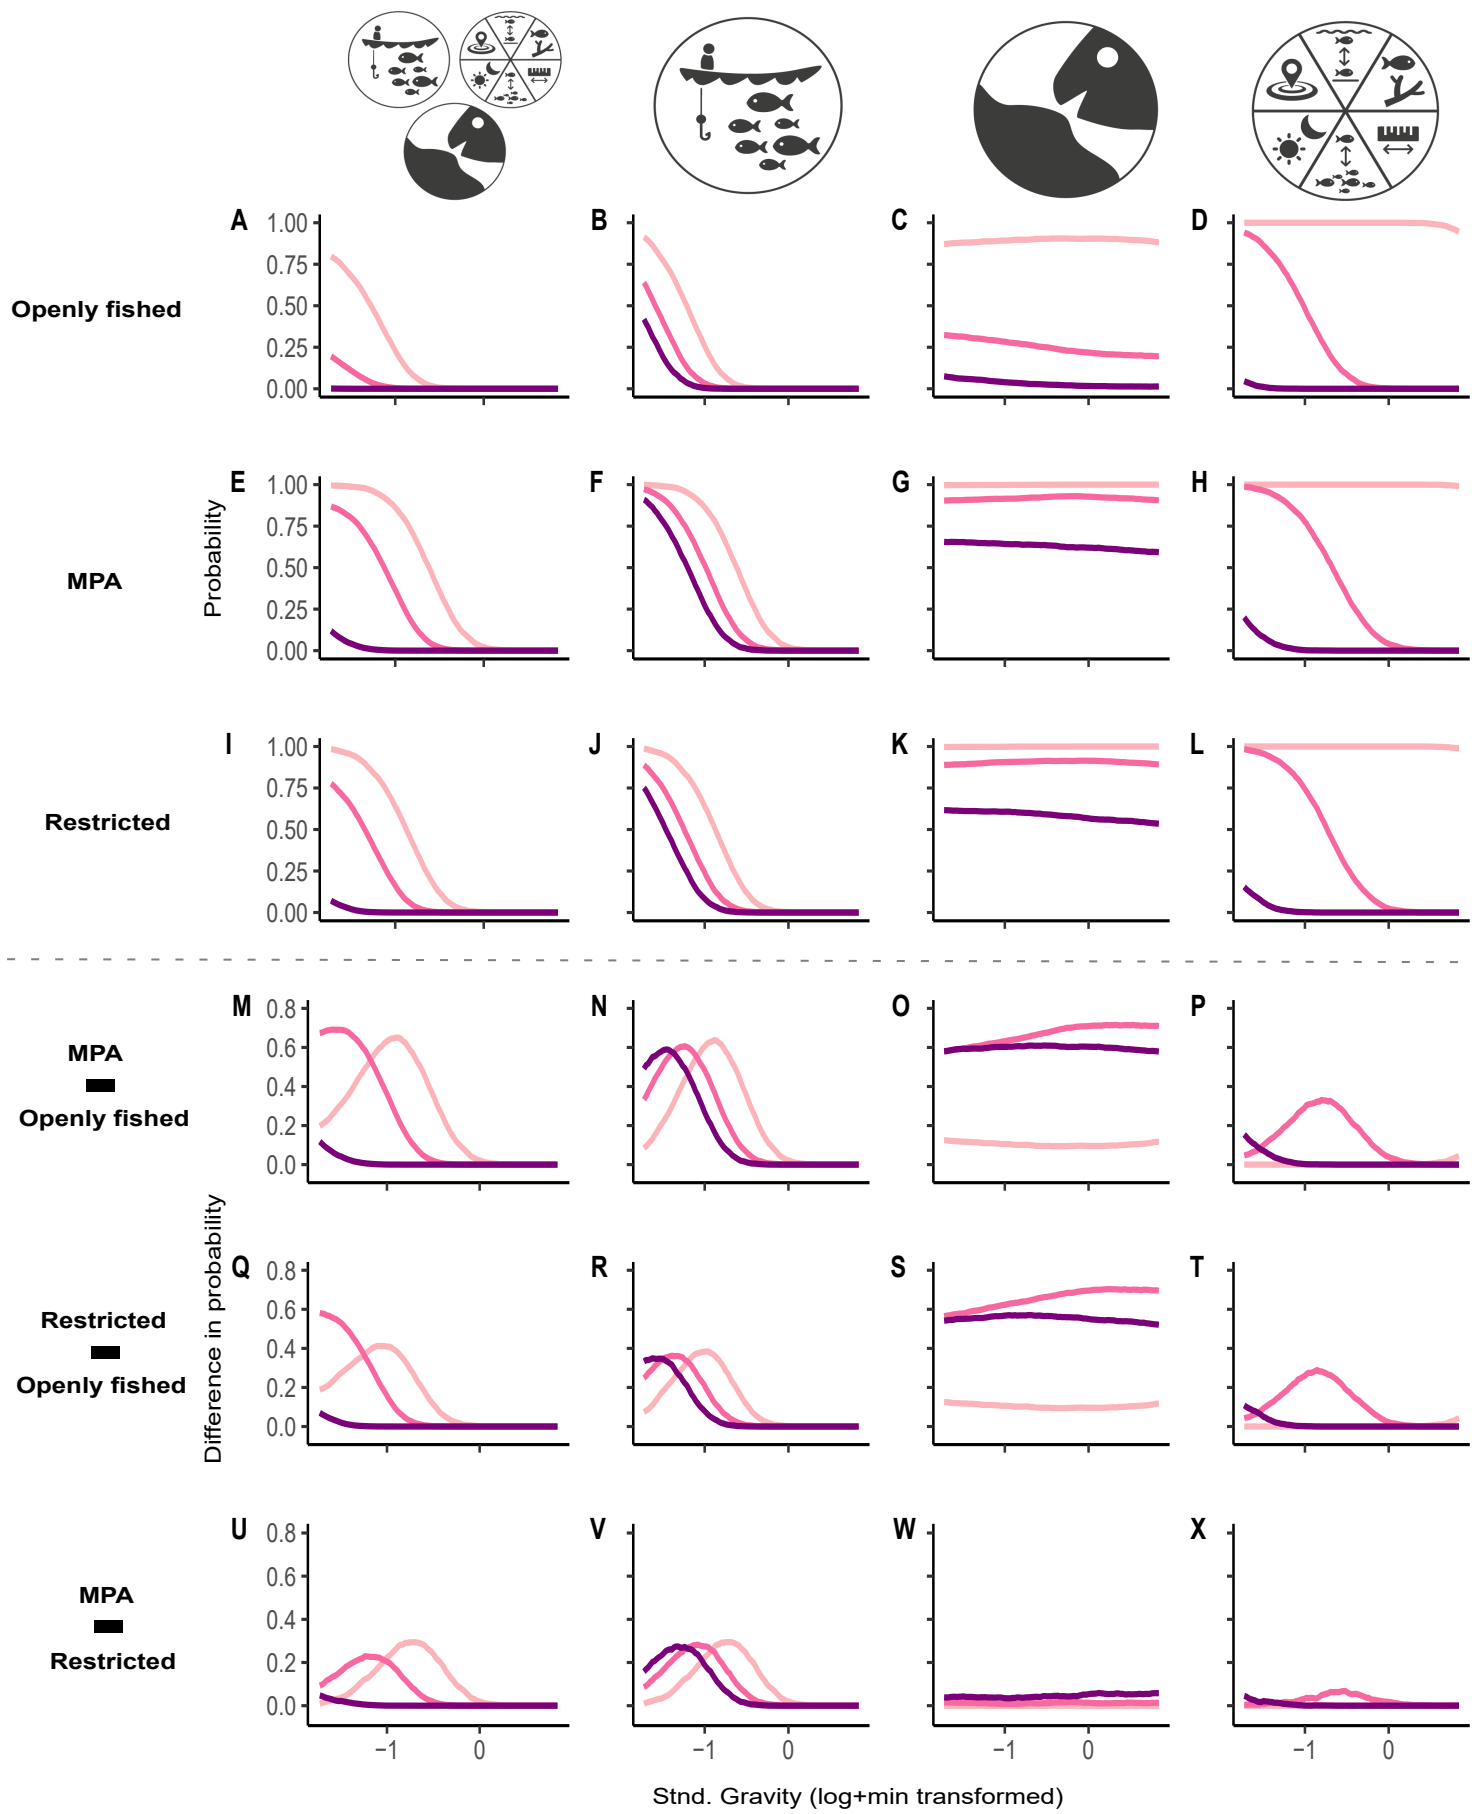 A 1.00 B C D
0.75
Openly fished 0.50
0.25
0.00
E 1.00 F G H
0.75
MPA Probability 0.50
0.25
0.00
I 1.00 J K L
0.75
Restricted 0.50
0.25
0.00
M 0.8 N O P
MPA 0.6
0.4
Openly fished 0.2
0.0
Difference in probability
Q 0.8 R S T
Restricted 0.6
0.4
Openly fished 0.2
0.0
U 0.8 V W X
MPA 0.6
0.4
Restricted 0.2
0.0
−1 0 −1 0 −1 0 −1 0
Stnd. Gravity (log+min transformed)